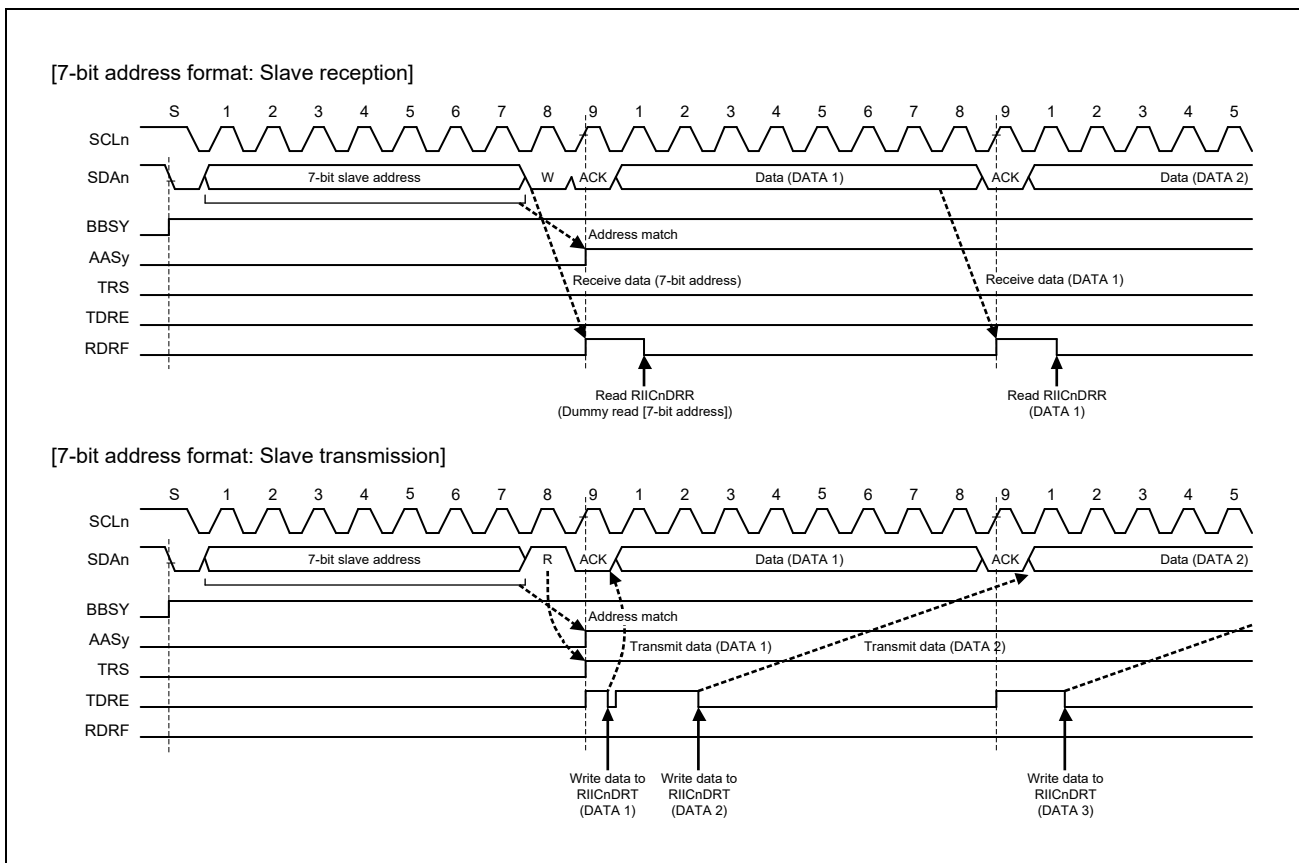 [7-bit address format: Slave reception]
S 1 2 3 4 5 6 7 8 9 1 2 3 4 5 6 7 8 9 1 2 3 4 5
SCLn
SDAn 7-bit slave address W ACK Data (DATA 1) ACK Data (DATA 2)
BBSY
Address match
AASy
TRS Receive data (7-bit address) Receive data (DATA 1)
TDRE
RDRF
Read RIICnDRR Read RIICnDRR
(Dummy read [7-bit address]) (DATA 1)
[7-bit address format: Slave transmission]
S 1 2 3 4 5 6 7 8 9 1 2 3 4 5 6 7 8 9 1 2 3 4 5
SCLn
SDAn 7-bit slave address R ACK Data (DATA 1) ACK Data (DATA 2)
BBSY
Address match
AASy
Transmit data (DATA 1) Transmit data (DATA 2)
TRS
TDRE
RDRF
Write data to Write data to Write data to
RIICnDRT RIICnDRT RIICnDRT
(DATA 1) (DATA 2) (DATA 3)